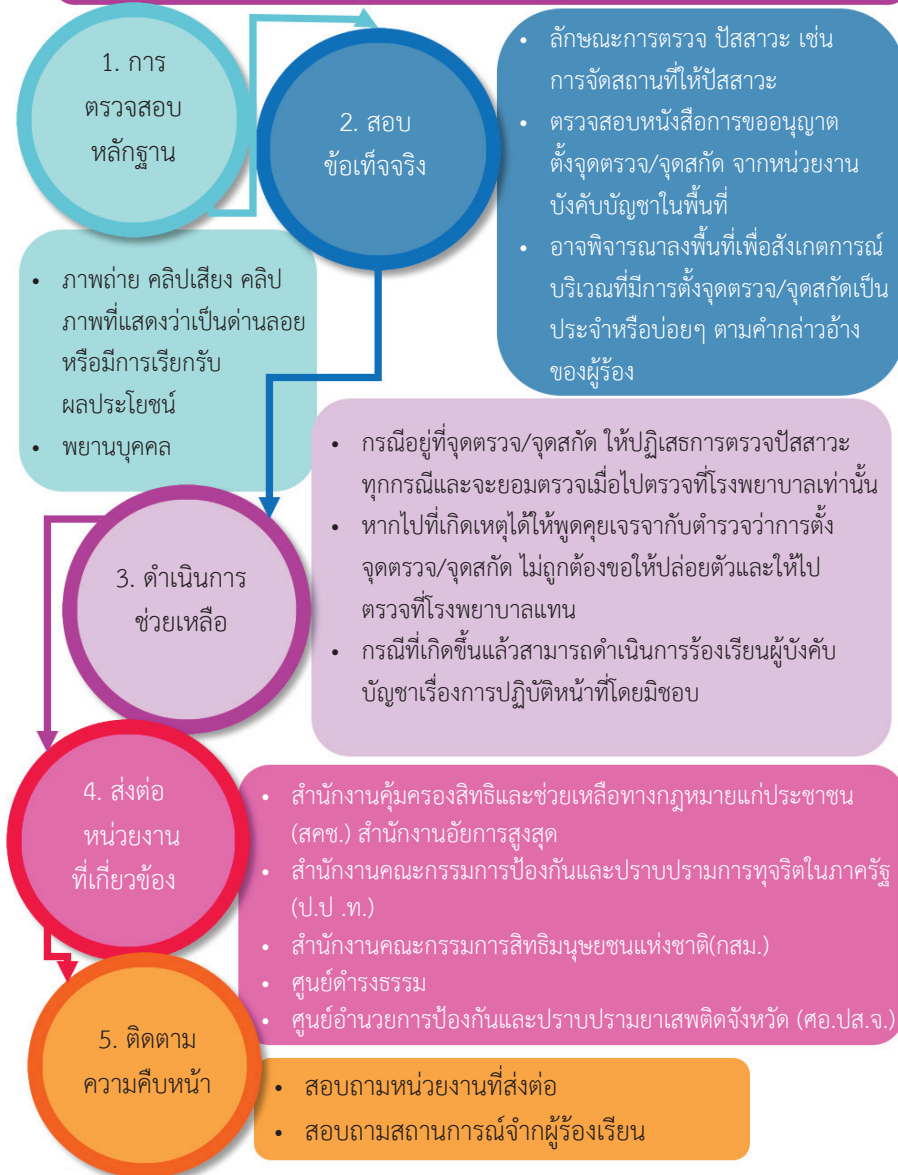 1. การ
ตรวจสอบ
หลักฐาน
2. สอบ
ข้อเท็จจริง
• ลักษณะการตรวจ ปัสสาวะ เช่น
การจัดสถานที่ให้ปัสสาวะ
• ตรวจสอบหนังสือการขออนุญาต
ตั้งจุดตรวจ/จุดสกัด จากหน่วยงาน
บังคับบัญชาในพื้นที่
• อาจพิจารณาลงพื้นที่เพื่อสังเกตการณ์
บริเวณที่มีการตั้งจุดตรวจ/จุดสกัดเป็น
ประจำหรือบ่อยๆ ตามคำกล่าวอ้าง
ของผู้ร้อง
• ภาพถ่าย คลิปเสียง คลิป
ภาพที่แสดงว่าเป็นด่านลอย
หรือมีการเรียกรับ
ผลประโยชน์
• พยานบุคคล
3. ดำเนินการ
ช่วยเหลือ
• กรณีอยู่ที่จุดตรวจ/จุดสกัด ให้ปฏิเสธการตรวจปัสสาวะ
ทุกกรณีและจะยอมตรวจเมื่อไปตรวจที่โรงพยาบาลเท่านั้น
• หากไปที่เกิดเหตุได้ให้พูดคุยเจรจากับตำรวจว่าการตั้ง
จุดตรวจ/จุดสกัด ไม่ถูกต้องขอให้ปล่อยตัวและให้ไป
ตรวจที่โรงพยาบาลแทน
• กรณีที่เกิดขึ้นแล้วสามารถดำเนินการร้องเรียนผู้บังคับ
บัญชาเรื่องการปฏิบัติหน้าที่โดยมิชอบ
4. ส่งต่อ
หน่วยงาน
ที่เกี่ยวข้อง
• สำนักงานคุ้มครองสิทธิและช่วยเหลือทางกฎหมายแก่ประชาชน
(สคช.) สำนักงานอัยการสูงสุด
• สำนักงานคณะกรรมการป้องกันและปราบปรามการทุจริตในภาครัฐ
(ป.ป .ท.)
• สำนักงานคณะกรรมการสิทธิมนุษยชนแห่งชาติ(กสม.)
• ศูนย์ดำรงธรรม
• ศูนย์อำนวยการป้องกันและปราบปรามยาเสพติดจังหวัด (ศอ.ปส.จ.)
5. ติดตาม
ความคืบหน้า
• สอบถามหน่วยงานที่ส่งต่อ
• สอบถามสถานการณ์จากผู้ร้องเรียน